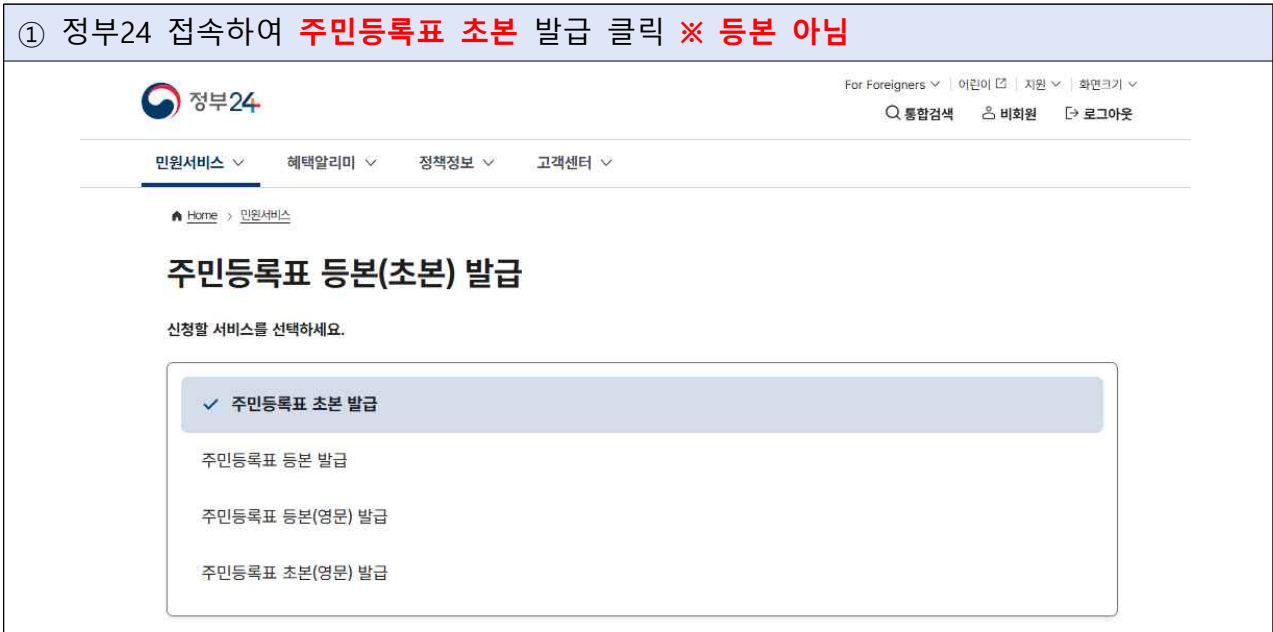 ① 정부24 접속하여 주민등록표 초본 발급 클릭 ※ 등본 아님
For Foreigners 어린이 지원 화면크기
정부24
통합검색 비회원 로그아웃
민원서비스 혜택알리미 정책정보 고객센터
Home > 민원서비스
주민등록표 등본(초본) 발급
신청할 서비스를 선택하세요.
주민등록표 초본 발급
주민등록표 등본 발급
주민등록표 등본(영문) 발급
주민등록표 초본(영문) 발급